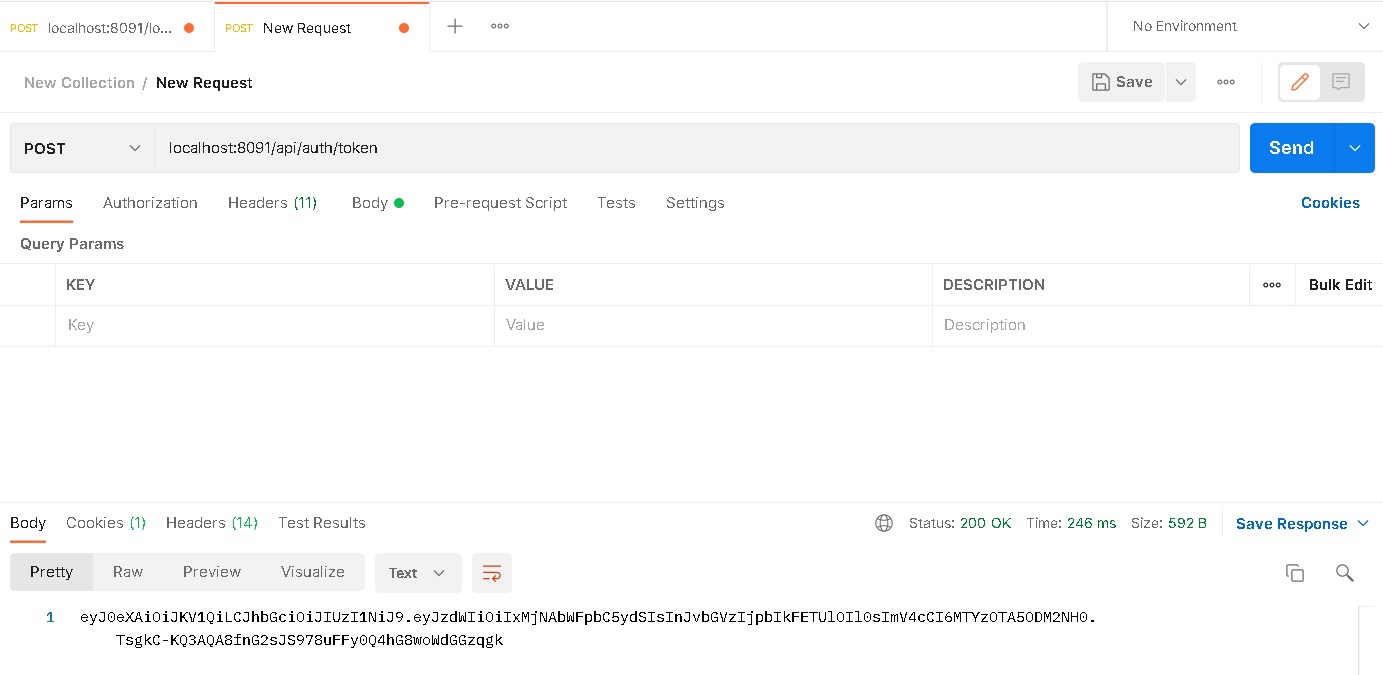 POST localhost:8091/lo... POST New Request No Environment
New Collection / New Request Save
POST localhost:8091/api/auth/token Send
Params Authorization Headers (11) Body Pre-request Script Tests Settings Cookies
Query Params
KEY VALUE DESCRIPTION Bulk Edit
Key Value Description
Body Cookies (1) Headers (14) Test Results Status: 200 OK Time: 246 ms Size: 592 B Save Response
Pretty Raw Preview Visualize Text
1 eyJ0eXAiOiJKV1QiLCJhbGciOiJIUzI1NiJ9.eyJzdWIiOiIxMjNAbWFpbC5ydSIsInJvbGVzIjpbIkFETUlOIl0sImV4cCI6MTYzOTA5ODM2NH0.
TsgkC-KQ3AQA8fnG2sJS978uFFy0Q4hG8woWdGGzqgk